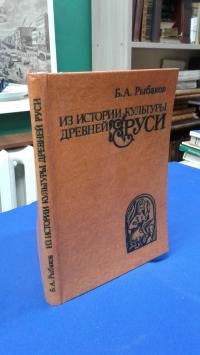 Б.А. Рыбаков
ИЗ ИСТОРИИ КУЛЬТУРЫ
ДРЕВНЕЙ РУСИ
Б.А. Рыбаков ИЗ ИСТОРИИ КУЛЬТУРЫ ДРЕВНЕЙ РУСИ